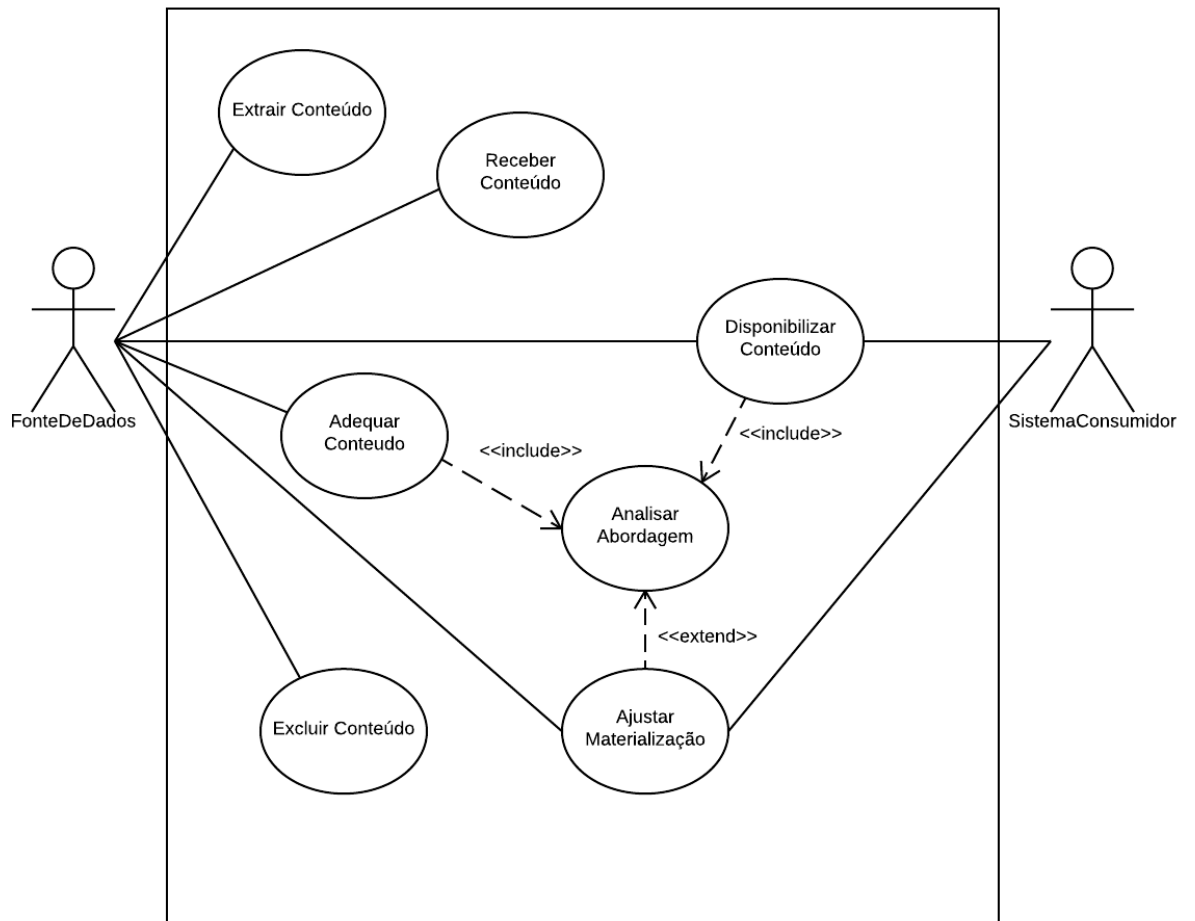 Extrair Conteúdo
Receber
Conteúdo
Disponibilizar
Conteúdo
FonteDeDados
Adequar
Conteudo
<<include>>
<<include>>
SistemaConsumidor
Analisar
Abordagem
<<extend>>
Excluir Conteúdo
Ajustar
Materialização